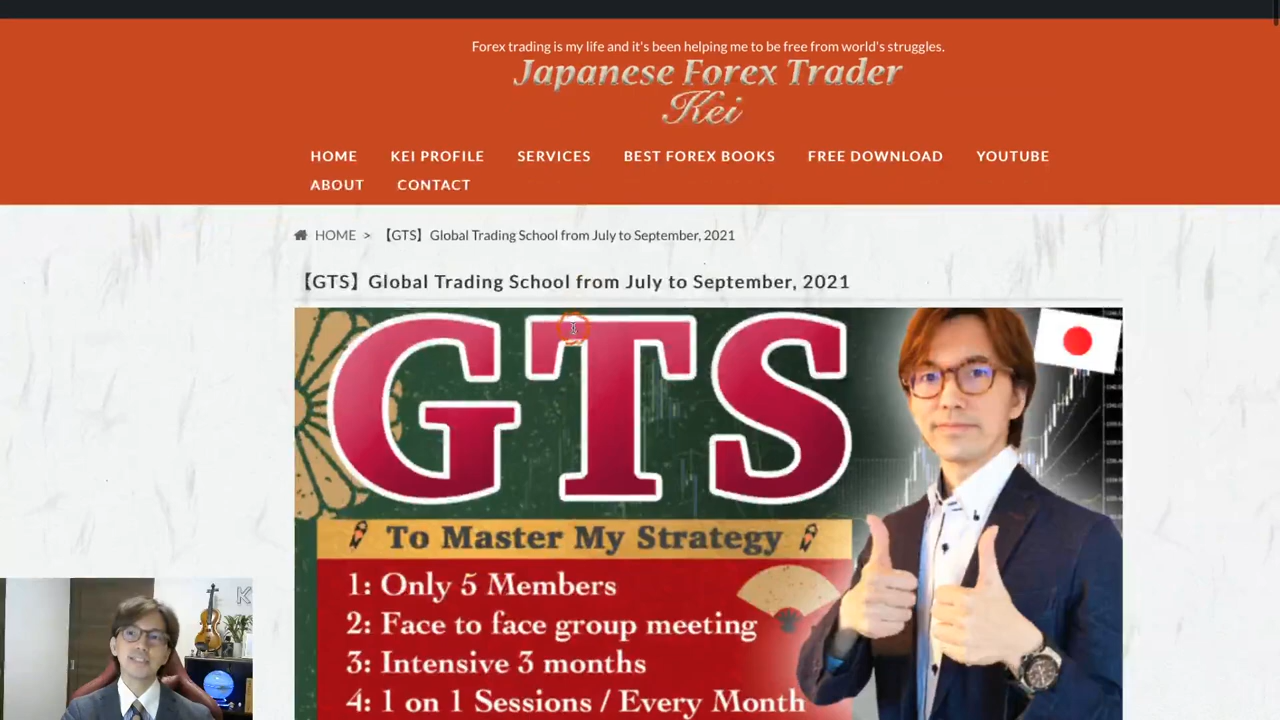 Forex trading is my life and it's been helping me to be free from world's struggles.
Japanese Forex Trader
Kei
HOME KEI PROFILE SERVICES BEST FOREX BOOKS FREE DOWNLOAD YOUTUBE
ABOUT CONTACT
HOME > 【GTS】Global Trading School from July to September, 2021
【GTS】Global Trading School from July to September, 2021
GTS
To Master My Strategy
1: Only 5 Members
2: Face to face group meeting
3: Intensive 3 months
4: 1 on 1 Sessions / Every Month
K